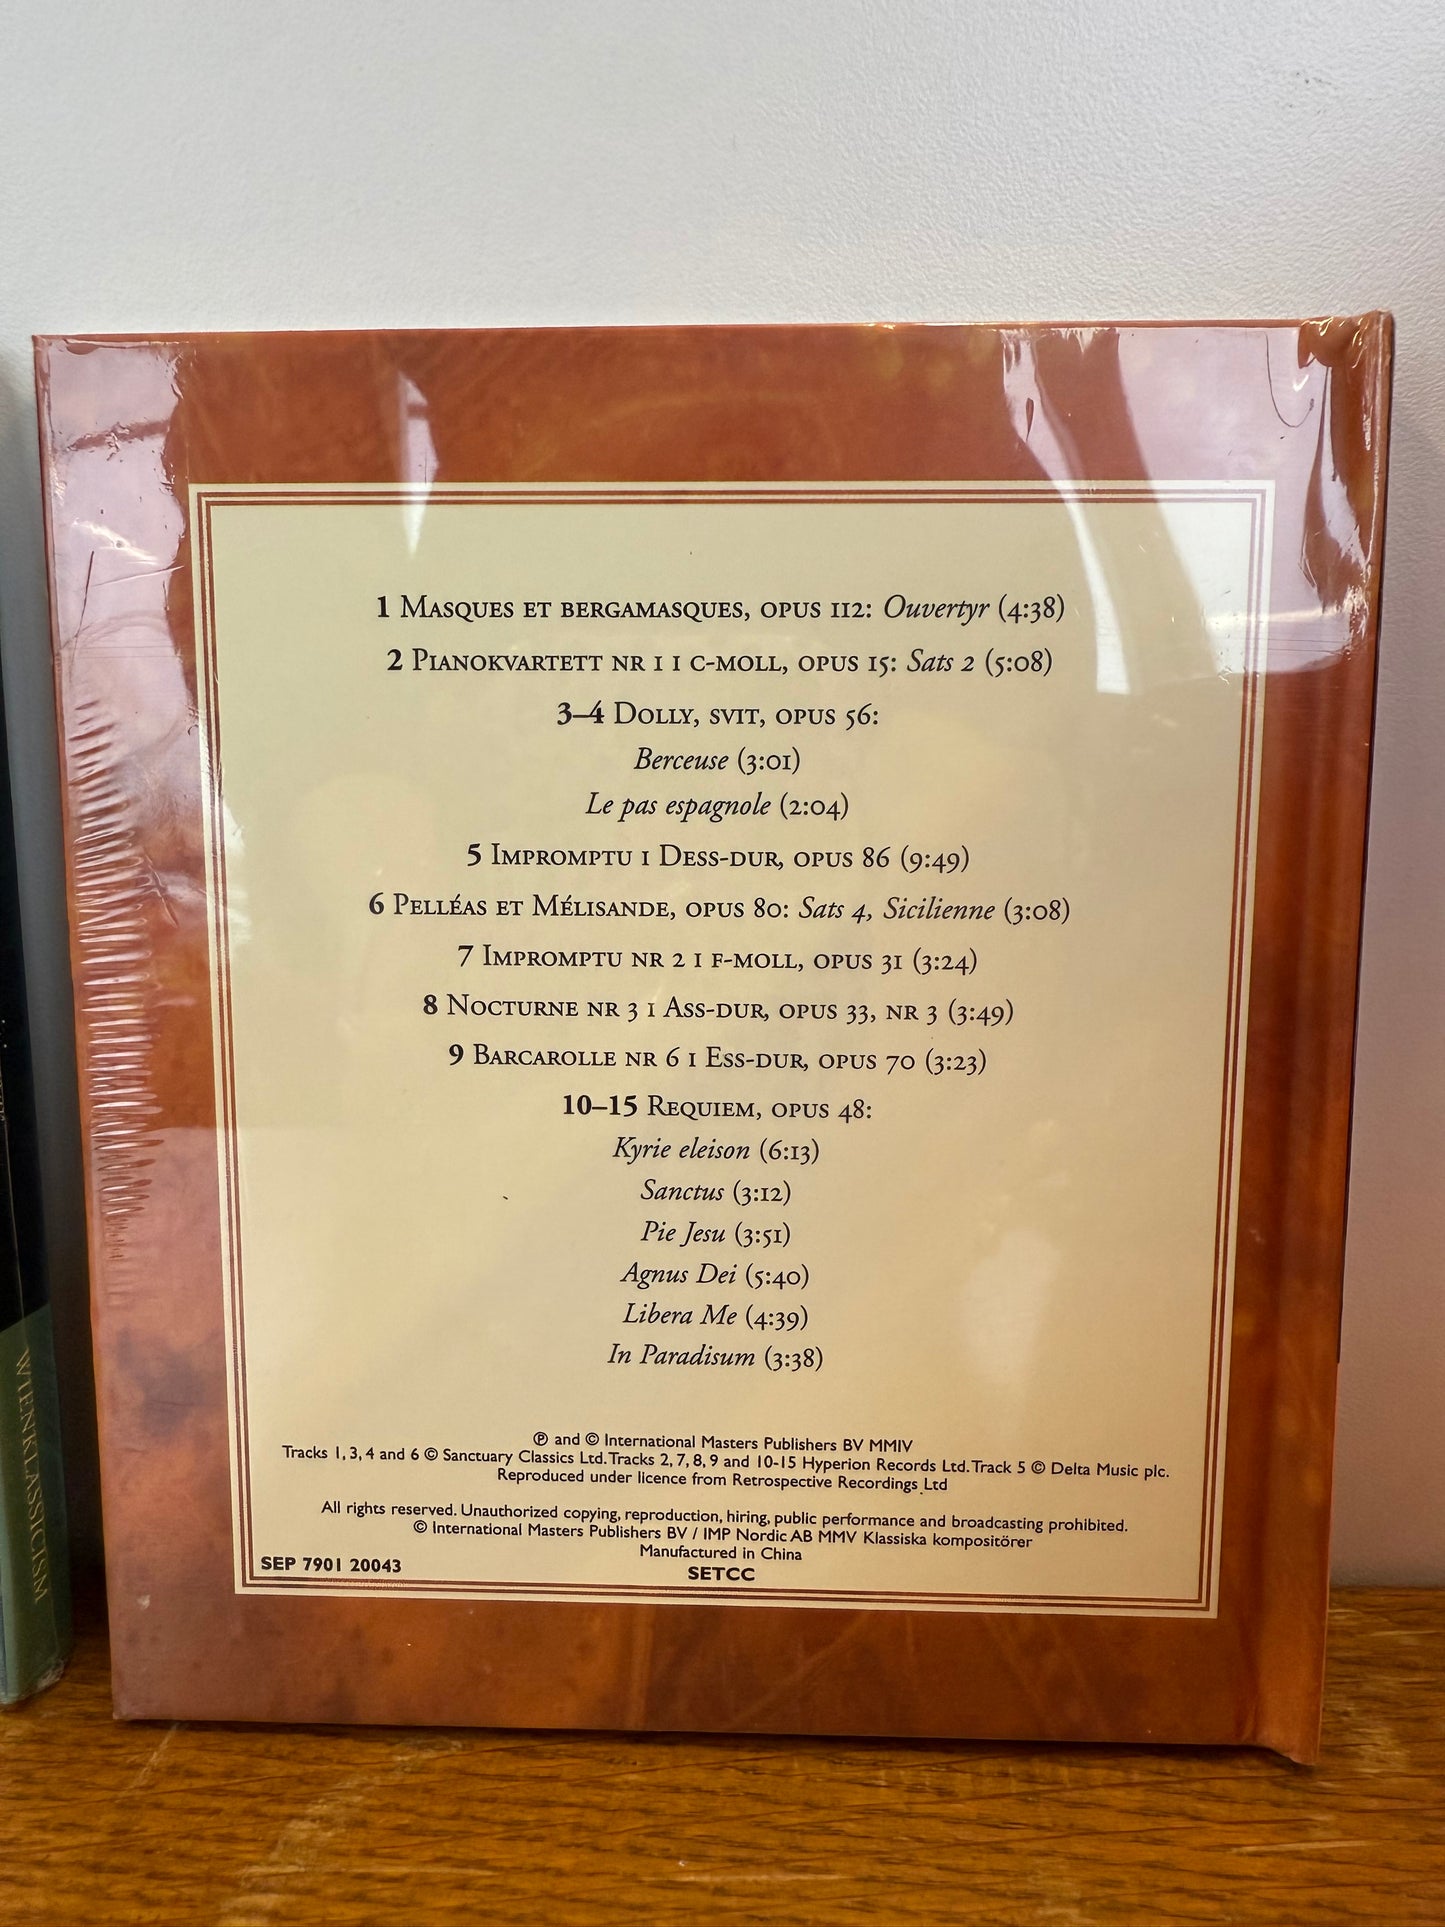 1 Masques et bergamasques, opus 112: Ouvertyr (4:38)
2 Pianokvartett nr 1 i c-moll, opus 15: Sats 2 (5:08)
3–4 Dolly, svit, opus 56:
Berceuse (3:01)
Le pas espagnole (2:04)
5 Impromptu i Dess-dur, opus 86 (9:49)
6 Pelléas et Mélisande, opus 80: Sats 4, Sicilienne (3:08)
7 Impromptu nr 2 i f-moll, opus 31 (3:24)
8 Nocturne nr 3 i Ass-dur, opus 33, nr 3 (3:49)
9 Barcarolle nr 6 i Ess-dur, opus 70 (3:23)
10–15 Requiem, opus 48:
Kyrie eleison (6:13)
Sanctus (3:12)
Pie Jesu (3:51)
Agnus Dei (5:40)
Libera Me (4:39)
In Paradisum (3:38)
℗ and © International Masters Publishers BV MMIV
Tracks 1, 3, 4 and 6 © Sanctuary Classics Ltd. Tracks 2, 7, 8, 9 and 10-15 Hyperion Records Ltd. Track 5 © Delta Music plc.
Reproduced under licence from Retrospective Recordings Ltd
All rights reserved. Unauthorized copying, reproduction, hiring, public performance and broadcasting prohibited.
© International Masters Publishers BV / IMP Nordic AB MMV Klassiska kompositörer
Manufactured in China
SEP 7901 20043
SETCC
WIENKLASSICISM